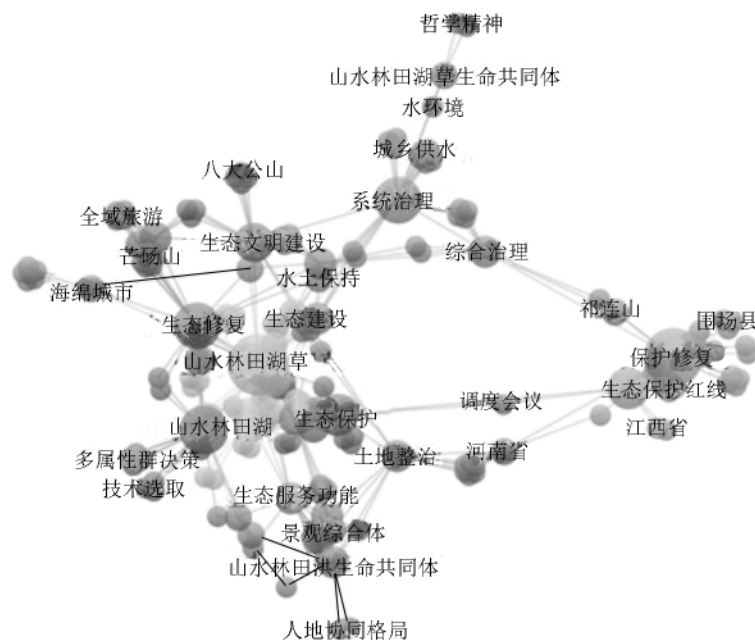 哲学精神
山水林田湖草生命共同体
水环境
城乡供水
八大公山
系统治理
全域旅游
生态文明建设
芒砀山
综合治理
水土保持
海绵城市
祁连山
生态修复
生态建设
围场县
山水林田湖草
保护修复
生态保护红线
调度会议
山水林田湖
生态保护
江西省
多属性群决策
土地整治
河南省
技术选取
生态服务功能
景观综合体
山水林田洪生命共同体
人地协同格局